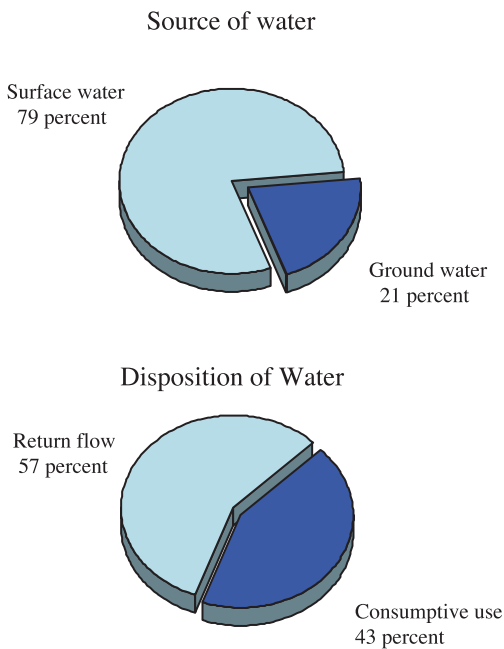 Source of water
Surface water
79 percent
Ground water
21 percent
Disposition of Water
Return flow
57 percent
Consumptive use
43 percent